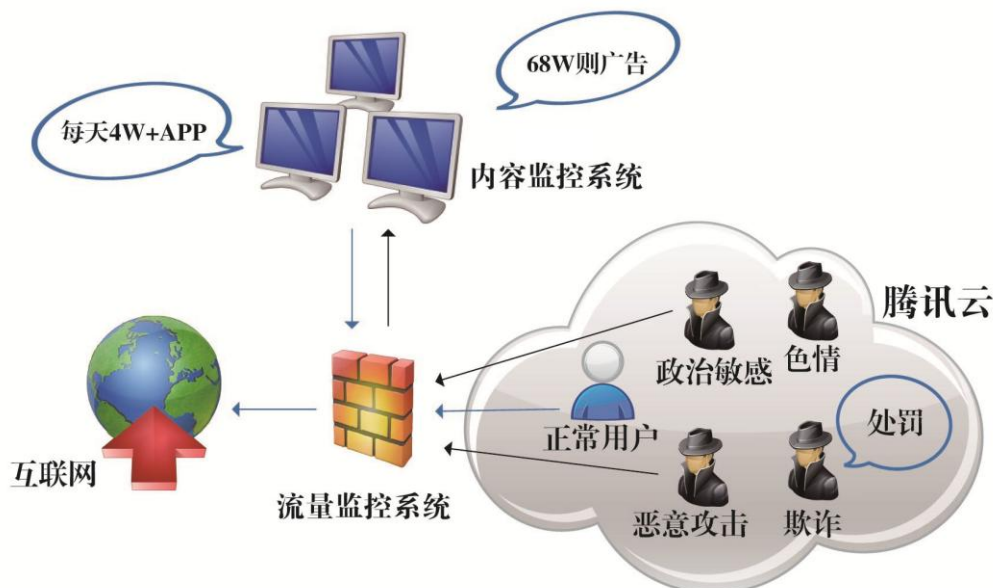 68W则广告
每天4W+APP
内容监控系统
腾讯云
政治敏感
色情
正常用户
处罚
互联网
流量监控系统
恶意攻击
欺诈